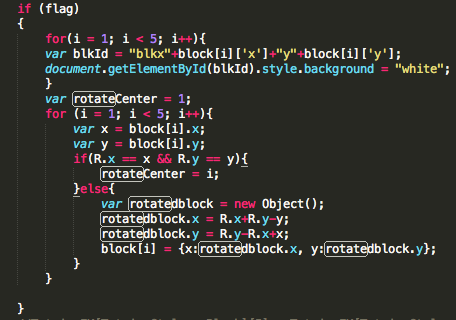 if (flag)
{
for(i = 1; i < 5; i++){
var blkId = "blkx"+block[i]['x']+"y"+block[i]['y'];
document.getElementById(blkId).style.background = "white";
}
var rotateCenter = 1;
for (i = 1; i < 5; i++){
var x = block[i].x;
var y = block[i].y;
if(R.x == x && R.y == y){
rotateCenter = i;
}else{
var rotatedblock = new Object();
rotatedblock.x = R.x+R.y-y;
rotatedblock.y = R.y-R.x+x;
block[i] = {x:rotatedblock.x, y:rotatedblock.y};
}
}
}